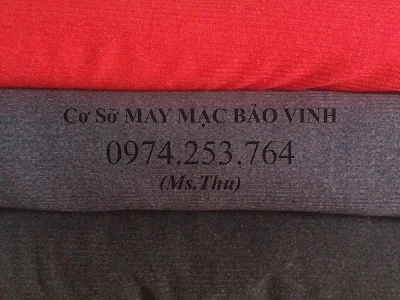 Cơ Sở MAY MẶC BẢO VINH
0974.253.764
(Ms.Thu)